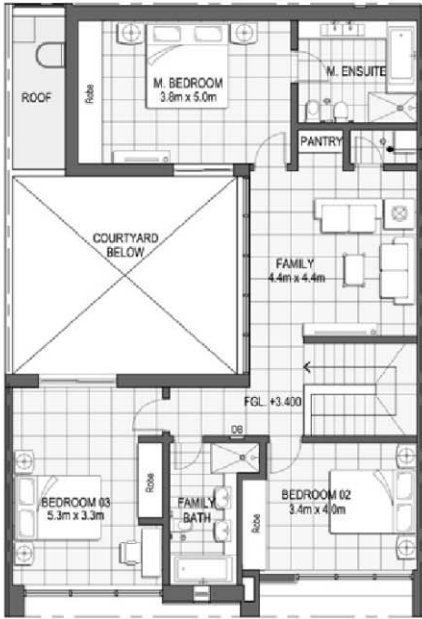 ROOF
Robe
M. BEDROOM
3.8m x 5.0m
M. ENSUITE
PANTRY
COURTYARD
BELOW
FAMILY
4.4m x 4.4m
FGL. +3.400
DB
BEDROOM 03
5.3m x 3.3m
Robe
FAMILY
BATH
Robe
BEDROOM 02
3.4m x 4.0m